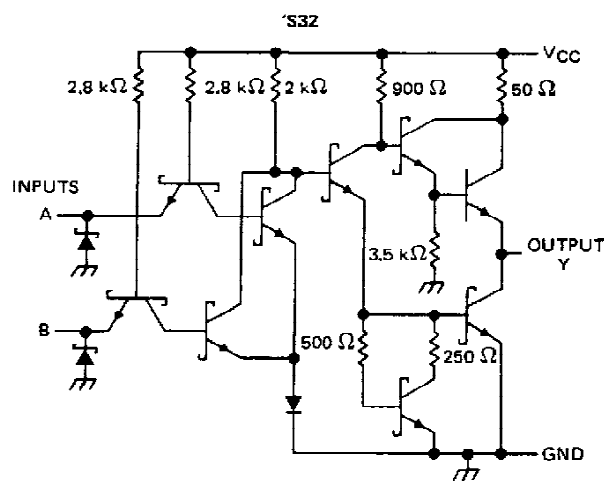 'S32
VCC
2.8 kΩ
2.8 kΩ
2 kΩ
900 Ω
50 Ω
INPUTS
A
3.5 kΩ
OUTPUT
Y
B
500 Ω
250 Ω
GND